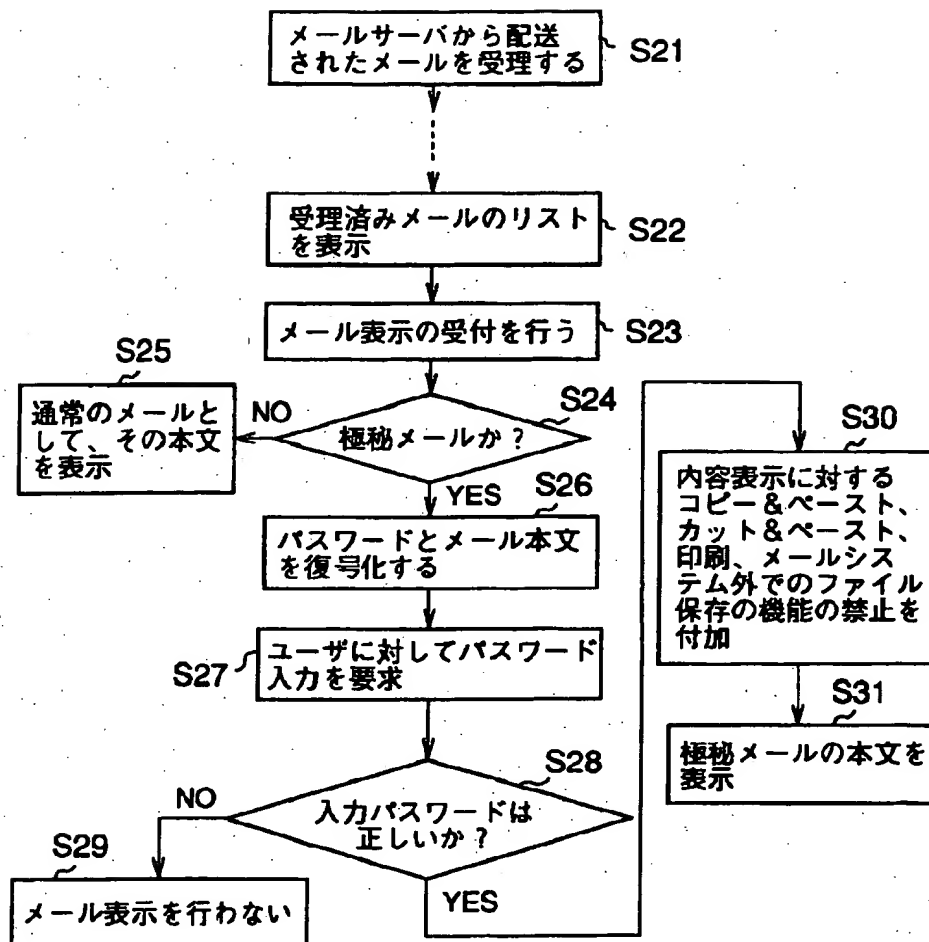 メールサーバから配送
されたメールを受理する
S21
受理済みメールのリスト
を表示
S22
メール表示の受付を行う
S23
S24
極秘メールか?
NO
S25
通常のメールと
して、その本文
を表示
YES
S26
パスワードとメール本文
を復号化する
S27
ユーザに対してパスワード
入力を要求
S28
入力パスワードは
正しいか?
NO
S29
メール表示を行わない
YES
S30
内容表示に対する
コピー&ペースト、
カット&ペースト、
印刷、メールシス
テム外でのファイル
保存の機能の禁止を
付加
S31
極秘メールの本文を
表示